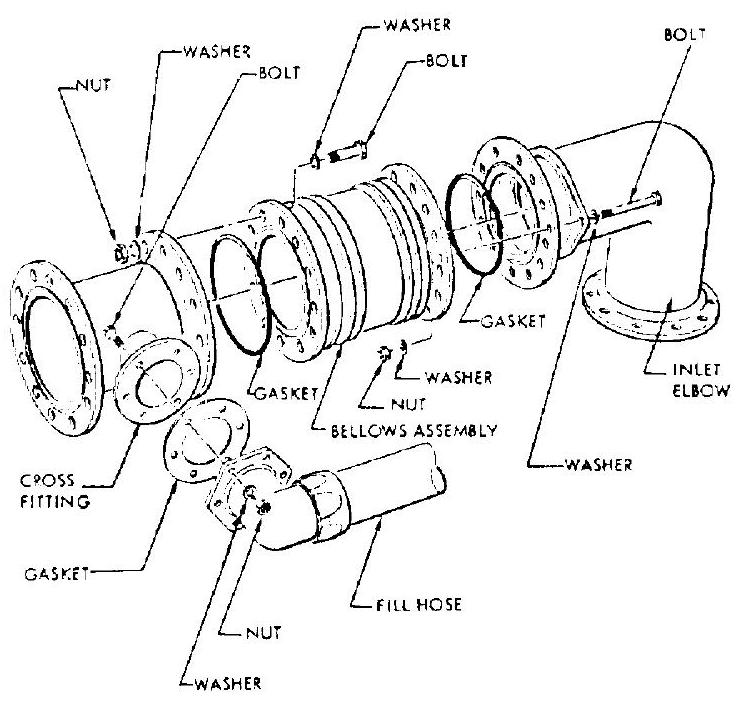 WASHER
BOLT
WASHER
BOLT
BOLT
NUT
GASKET
GASKET
WASHER
NUT
BELLOWS ASSEMBLY
INLET
ELBOW
WASHER
CROSS
FITTING
GASKET
FILL HOSE
NUT
WASHER